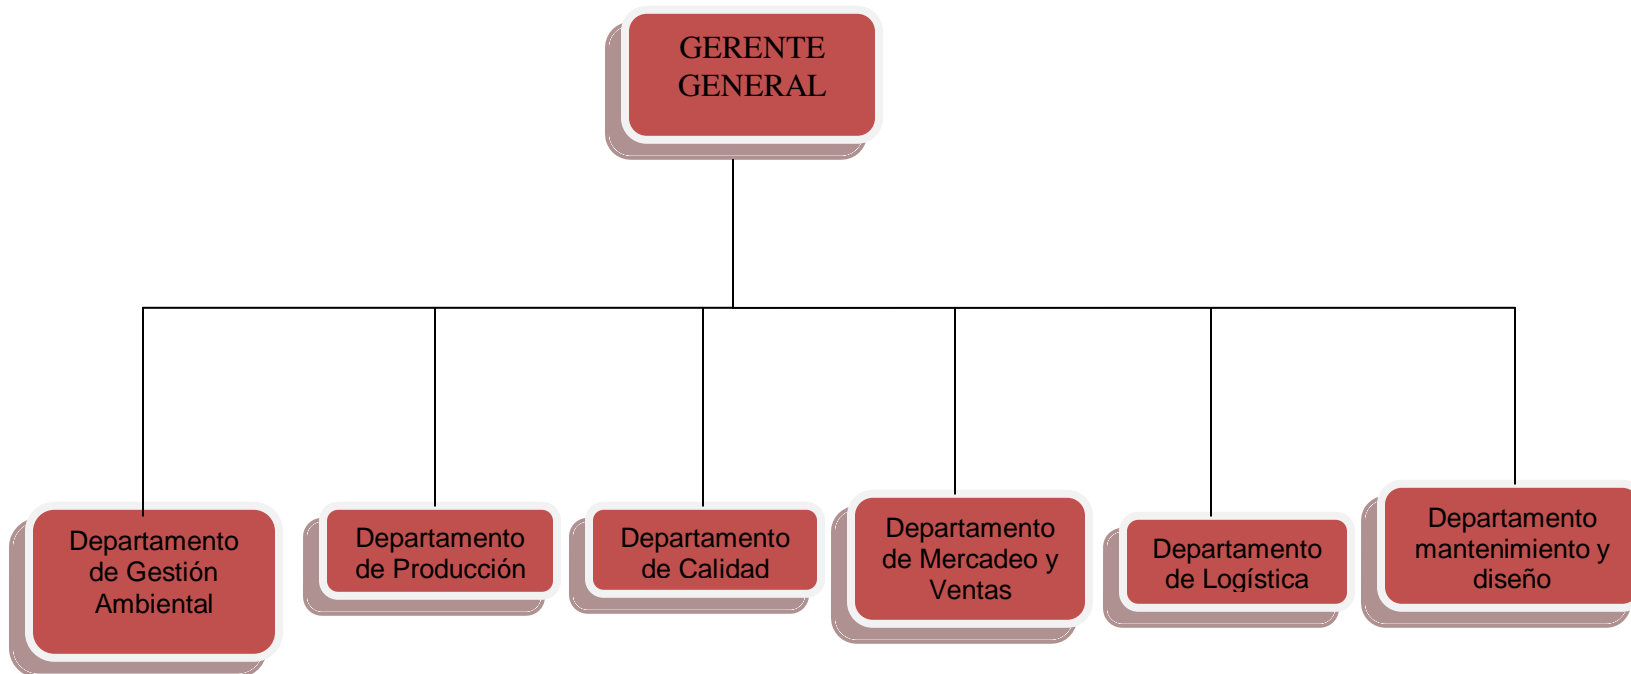 GERENTE
GENERAL
Departamento
de Gestión
Ambiental
Departamento
de Producción
Departamento
de Calidad
Departamento
de Mercadeo y
Ventas
Departamento
de Logística
Departamento
mantenimiento y
diseño